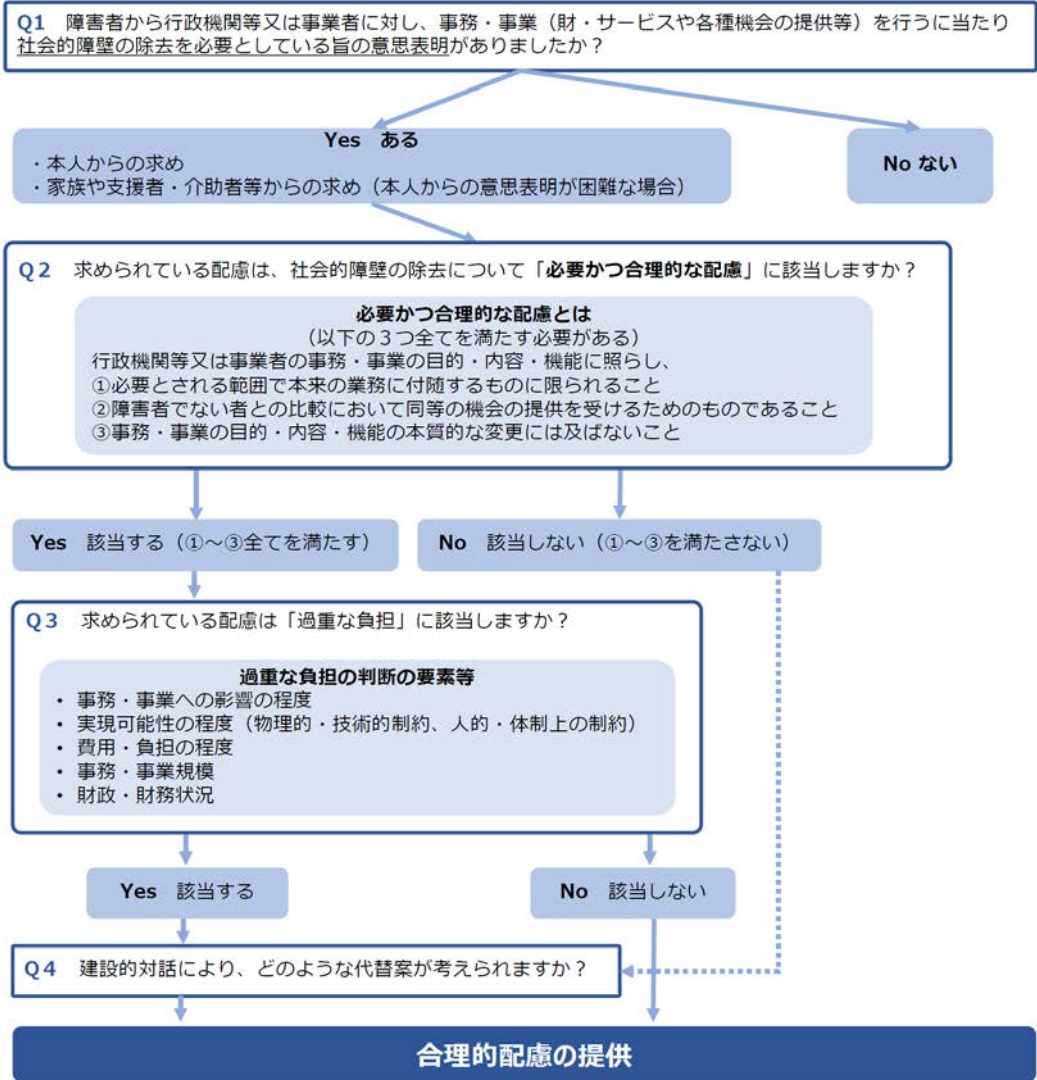 Q1 障害者から行政機関等又は事業者に対し、事務・事業（財・サービスや各種機会の提供等）を行うに当たり
社会的障壁の除去を必要としている旨の意思表明がありましたか？
Yes ある
・本人からの求め
・家族や支援者・介助者等からの求め（本人からの意思表明が困難な場合）
No ない
Q2 求められている配慮は、社会的障壁の除去について「必要かつ合理的な配慮」に該当しますか？
必要かつ合理的な配慮とは
（以下の３つ全てを満たす必要がある）
行政機関等又は事業者の事務・事業の目的・内容・機能に照らし、
①必要とされる範囲で本来の業務に付随するものに限られること
②障害者でない者との比較において同等の機会の提供を受けるためのものであること
③事務・事業の目的・内容・機能の本質的な変更には及ばないこと
Yes 該当する（①～③全てを満たす）
No 該当しない（①～③を満たさない）
Q3 求められている配慮は「過重な負担」に該当しますか？
過重な負担の判断の要素等
• 事務・事業への影響の程度
• 実現可能性の程度（物理的・技術的制約、人的・体制上の制約）
• 費用・負担の程度
• 事務・事業規模
• 財政・財務状況
Yes 該当する
No 該当しない
Q4 建設的対話により、どのような代替案が考えられますか？
合理的配慮の提供